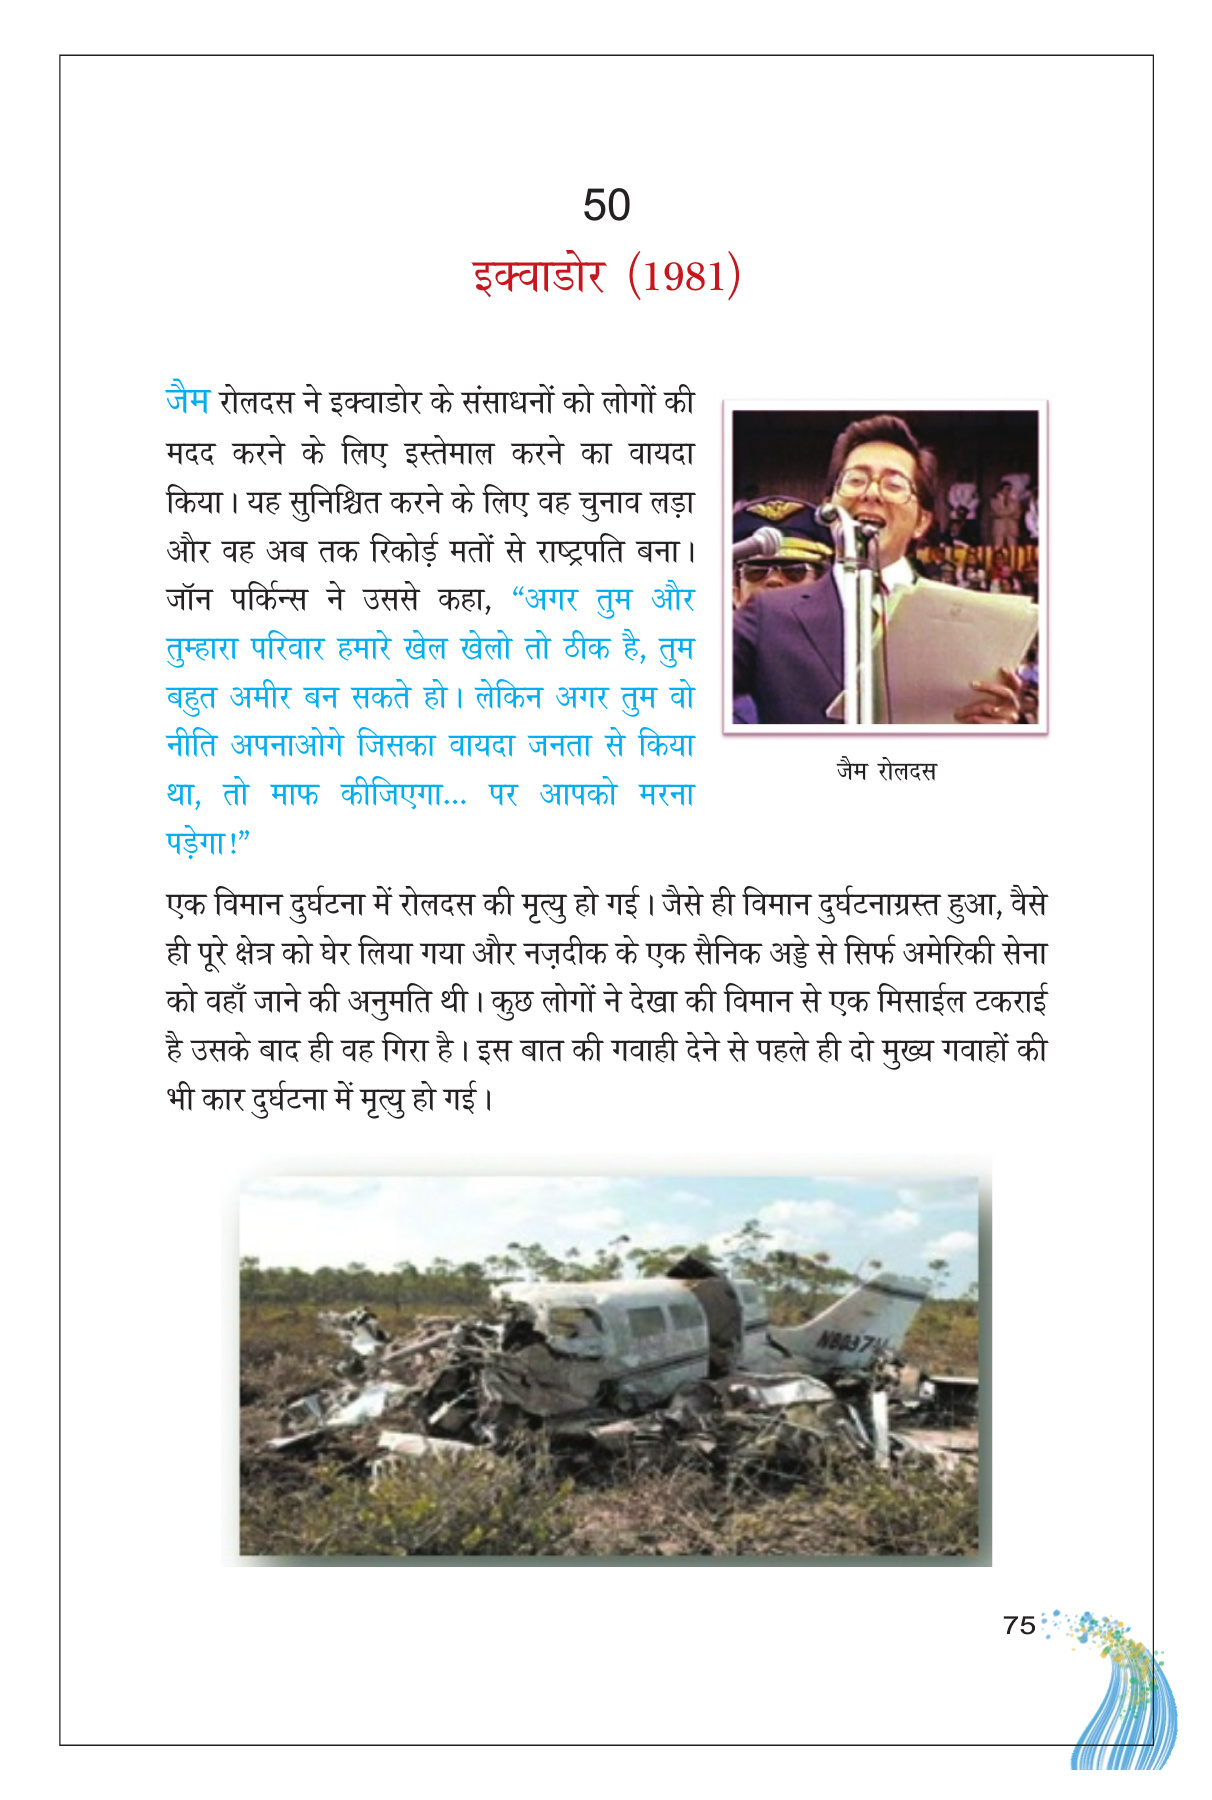 50
इक्वाडोर (1981)
जैम रोलदस ने इक्वाडोर के संसाधनों को लोगों की
मदद करने के लिए इस्तेमाल करने का वायदा
किया। यह सुनिश्चित करने के लिए वह चुनाव लड़ा
और वह अब तक रिकोर्ड़ मतों से राष्ट्रपति बना।
जॉन पर्किन्स ने उससे कहा, “अगर तुम और
तुम्हारा परिवार हमारे खेल खेलो तो ठीक है, तुम
बहुत अमीर बन सकते हो। लेकिन अगर तुम वो
नीति अपनाओगे जिसका वायदा जनता से किया
था, तो माफ कीजिएगा... पर आपको मरना
पड़ेगा!”
जैम रोलदस
एक विमान दुर्घटना में रोलदस की मृत्यु हो गई। जैसे ही विमान दुर्घटनाग्रस्त हुआ, वैसे
ही पूरे क्षेत्र को घेर लिया गया और नज़दीक के एक सैनिक अड्डे से सिर्फ अमेरिकी सेना
को वहाँ जाने की अनुमति थी। कुछ लोगों ने देखा की विमान से एक मिसाईल टकराई
है उसके बाद ही वह गिरा है। इस बात की गवाही देने से पहले ही दो मुख्य गवाहों की
भी कार दुर्घटना में मृत्यु हो गई।
75